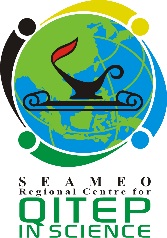 SEAMEO
Regional Centre for
QITEP
IN SCIENCE